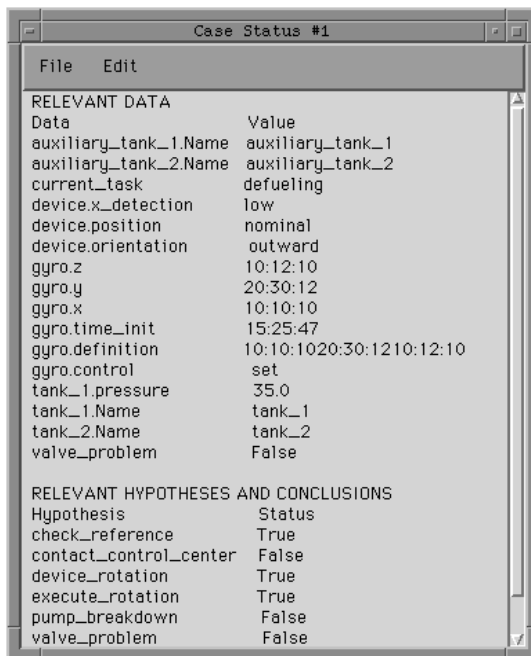 Case Status #1
File Edit
RELEVANT DATA
Data Value
auxiliary_tank_1.Name auxiliary_tank_1
auxiliary_tank_2.Name auxiliary_tank_2
current_task defueling
device.x_detection low
device.position nominal
device.orientation outward
gyro.z 10:12:10
gyro.y 20:30:12
gyro.x 10:10:10
gyro.time_init 15:25:47
gyro.definition 10:10:1020:30:1210:12:10
gyro.control set
tank_1.pressure 35.0
tank_1.Name tank_1
tank_2.Name tank_2
valve_problem False
RELEVANT HYPOTHESES AND CONCLUSIONS
Hypothesis Status
check_reference True
contact_control_center False
device_rotation True
execute_rotation True
pump_breakdown False
valve_problem False